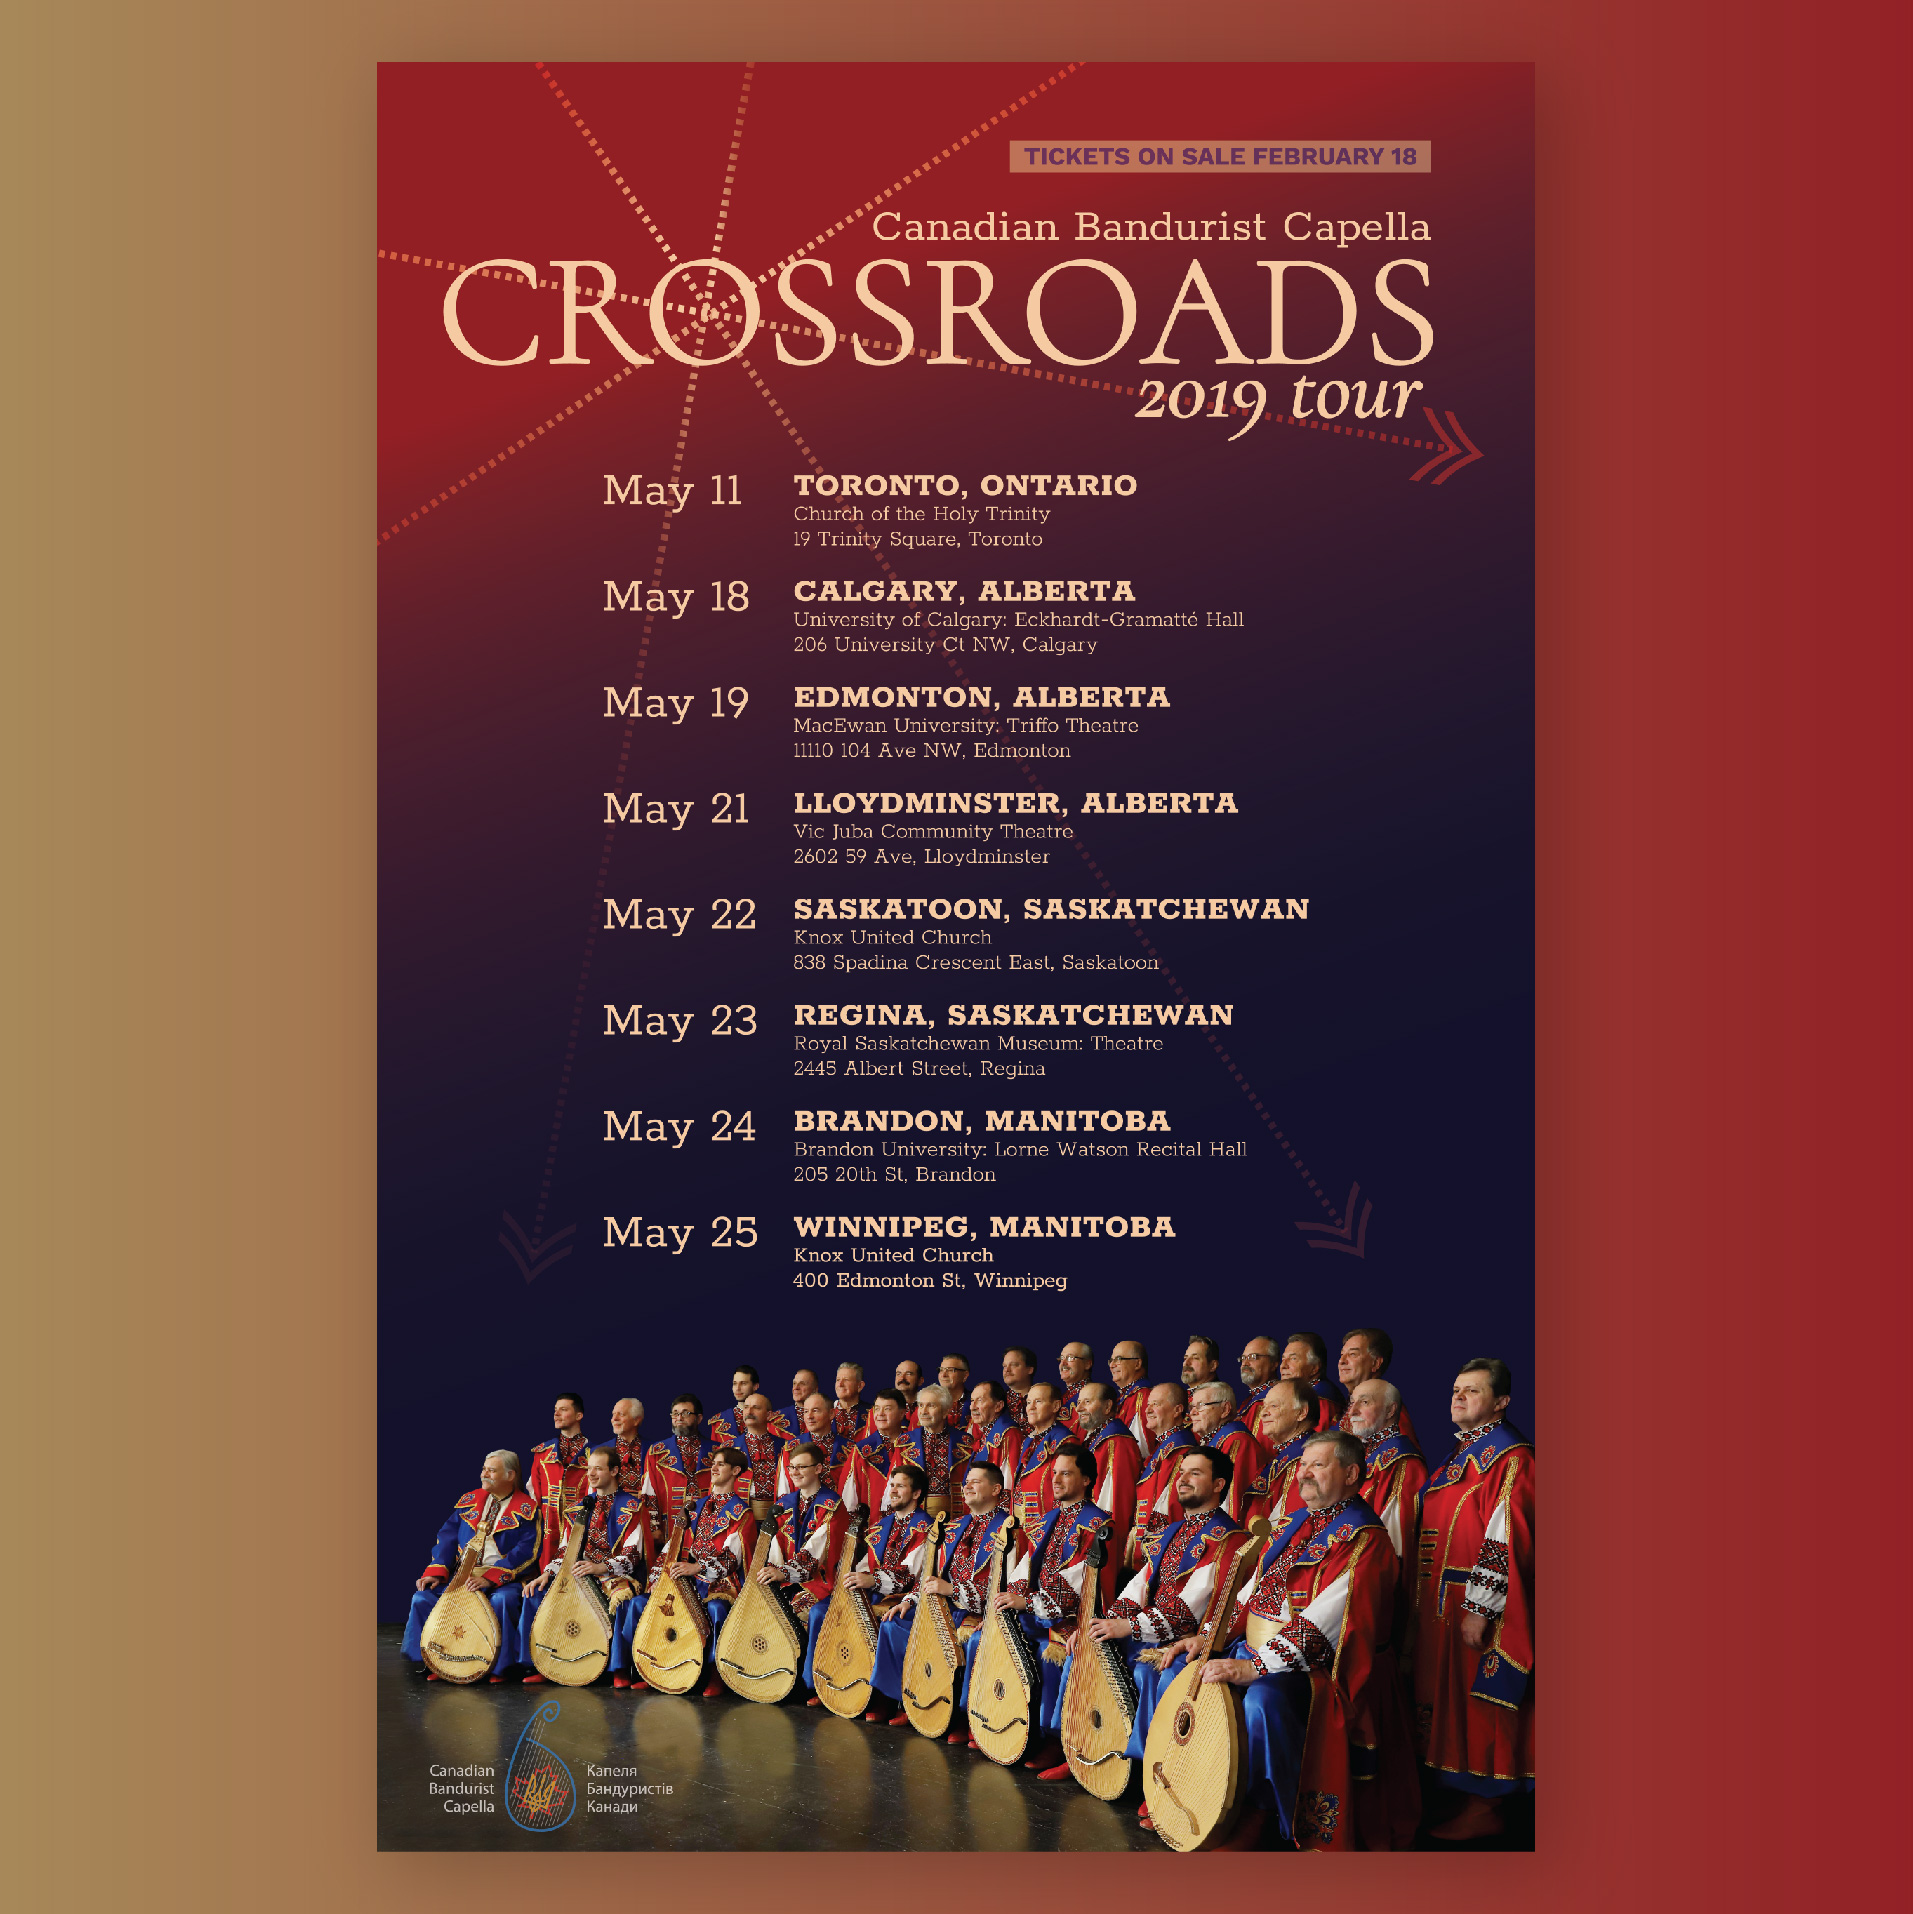 TICKETS ON SALE FEBRUARY 18
Canadian Bandurist Capella
CROSSROADS
2019 tour
May 11
TORONTO, ONTARIO
Church of the Holy Trinity
19 Trinity Square, Toronto
May 18
CALGARY, ALBERTA
University of Calgary: Eckhardt-Gramatté Hall
206 University Ct NW, Calgary
May 19
EDMONTON, ALBERTA
MacEwan University: Triffo Theatre
11110 104 Ave NW, Edmonton
May 21
LLOYDMINSTER, ALBERTA
Vic Juba Community Theatre
2602 59 Ave, Lloydminster
May 22
SASKATOON, SASKATCHEWAN
Knox United Church
838 Spadina Crescent East, Saskatoon
May 23
REGINA, SASKATCHEWAN
Royal Saskatchewan Museum: Theatre
2445 Albert Street, Regina
May 24
BRANDON, MANITOBA
Brandon University: Lorne Watson Recital Hall
205 20th St, Brandon
May 25
WINNIPEG, MANITOBA
Knox United Church
400 Edmonton St, Winnipeg
Canadian
Bandurist
Capella
Капеля
Бандуристів
Канади